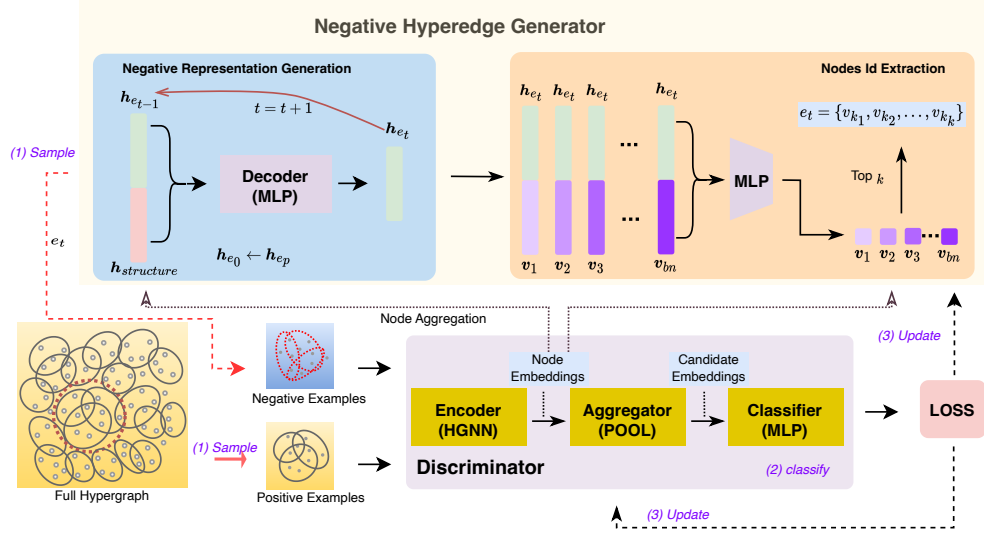 Negative Hyperedge Generator
Negative Representation Generation
Nodes Id Extraction
h_{e_{t-1}}
t = t + 1
h_{e_t}
Decoder
(MLP)
h_{structure}
h_{e_0} ← h_{e_p}
h_{e_t} h_{e_t} h_{e_t} h_{e_t}
...
...
v_1 v_2 v_3 v_{bn}
MLP
e_t = {v_{k_1}, v_{k_2}, . . . , v_{k_k}}
Top k
...
v_1 v_2 v_3 v_{bn}
(1) Sample
e_t
Node Aggregation
(3) Update
Full Hypergraph
(1) Sample
Negative Examples
Positive Examples
Node
Embeddings
Candidate
Embeddings
Encoder
(HGNN)
Aggregator
(POOL)
Classifier
(MLP)
Discriminator
(2) classify
LOSS
(3) Update